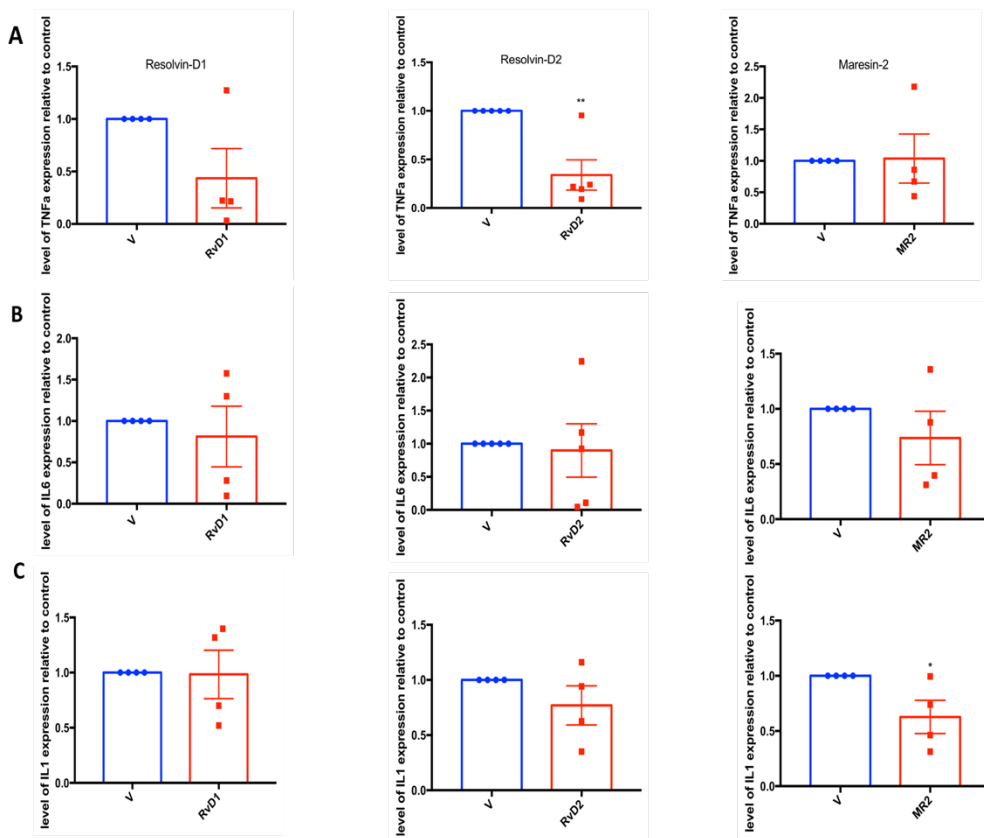 A
level of TNFa expression relative to control
Resolvin-D1
1.5
1.0
0.5
0.0
V
RvD1
level of TNFa expression relative to control
Resolvin-D2
1.5
1.0
0.5
0.0
**
V
RvD2
level of TNFa expression relative to control
Maresin-2
2.5
2.0
1.5
1.0
0.5
0.0
V
MR2
B
level of IL6 expression relative to control
2.0
1.5
1.0
0.5
0.0
V
RvD1
level of IL6 expression relative to control
2.5
2.0
1.5
1.0
0.5
0.0
V
RvD2
level of IL6 expression relative to control
1.5
1.0
0.5
0.0
V
MR2
C
level of IL1 expression relative to control
1.5
1.0
0.5
0.0
V
RvD1
level of IL1 expression relative to control
1.5
1.0
0.5
0.0
V
RvD2
level of IL1 expression relative to control
1.5
1.0
0.5
0.0
*
V
MR2